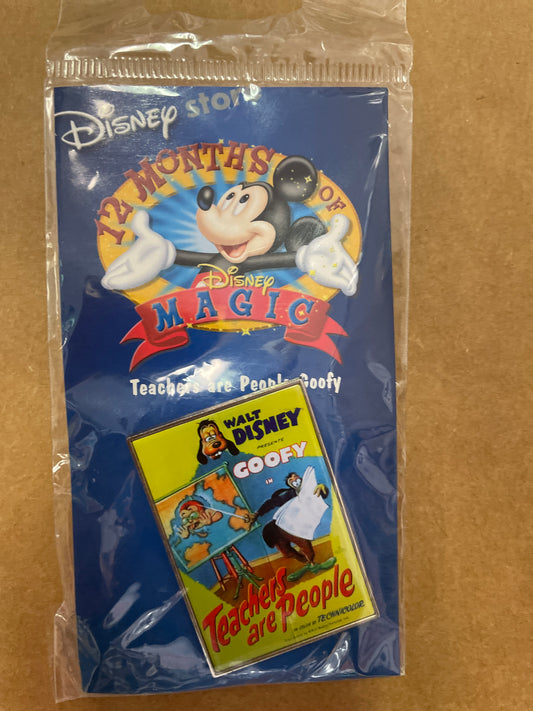 Disney store
12 MONTHS OF
Disney
MAGIC
Teachers are People Goofy
WALT
DISNEY
PRESENTS
GOOFY
IN
Teachers
are People
IN COLOR BY TECHNICOLOR